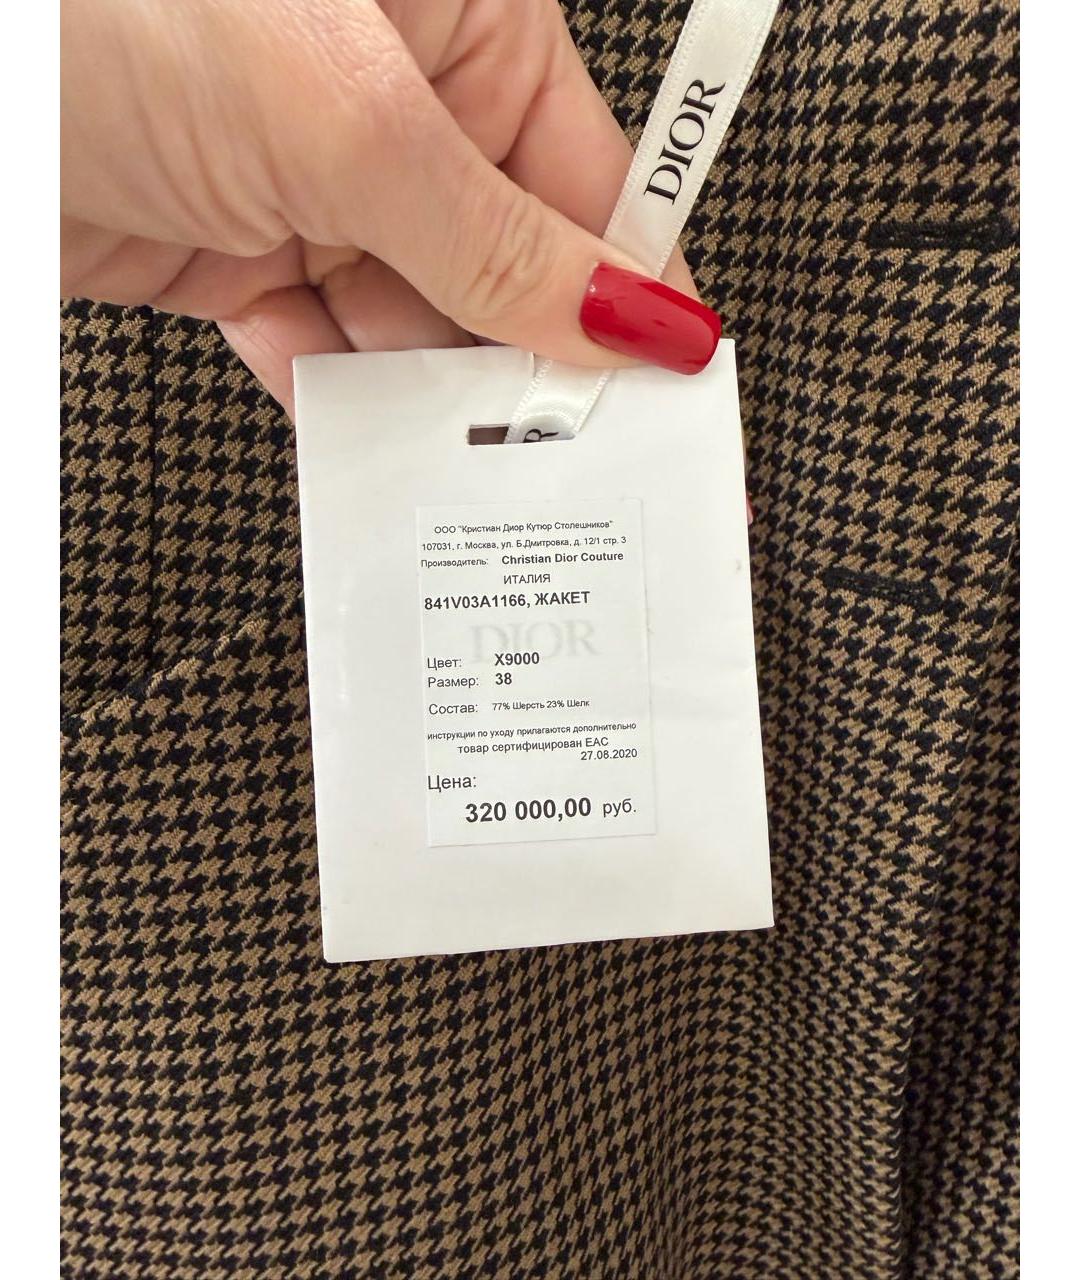 DIOR
R
ООО "Кристиан Диор Кутюр Столешников"
107031, г. Москва, ул. Б.Дмитровка, д. 12/1 стр. 3
Производитель: Christian Dior Couture
ИТАЛИЯ
841V03A1166, ЖАКЕТ
DIOR
Цвет: X9000
Размер: 38
Состав: 77% Шерсть 23% Шелк
инструкции по уходу прилагаются дополнительно
товар сертифицирован ЕАС
27.08.2020
Цена:
320 000,00 руб.